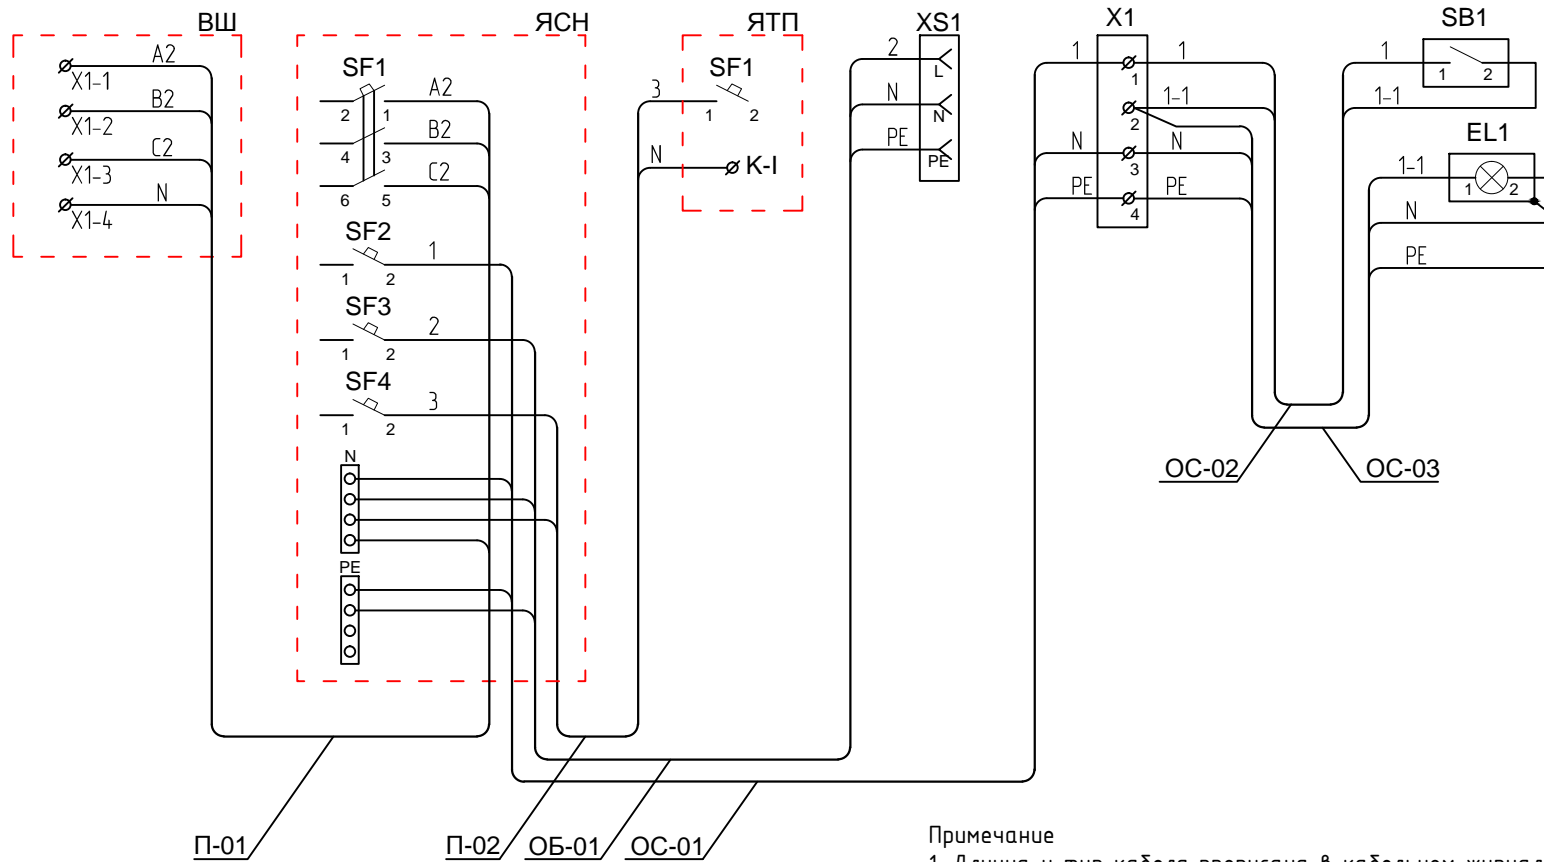 ВШ ЯСН ЯТП XS1 X1 SB1
X1-1 A2
X1-2 B2
X1-3 C2
X1-4 N
SF1
2 1 A2
4 3 B2
6 5 C2
SF2
1 2 1
SF3
1 2 2
SF4
1 2 3
N
PE
SF1
3 1 2
N K-I
2 L
N N
PE PE
1 1 1
2 1-1
N 3 N
PE 4 PE
1 1 2
1-1
EL1
1-1 1 2
N
PE
ОС-02 ОС-03
П-01 П-02 ОБ-01 ОС-01
Примечание